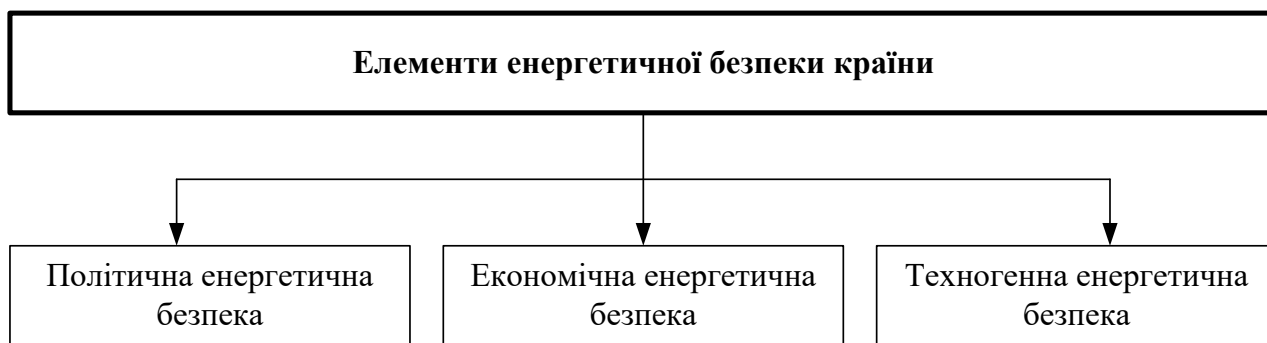 Елементи енергетичної безпеки країни
Політична енергетична
безпека
Економічна енергетична
безпека
Техногенна енергетична
безпека